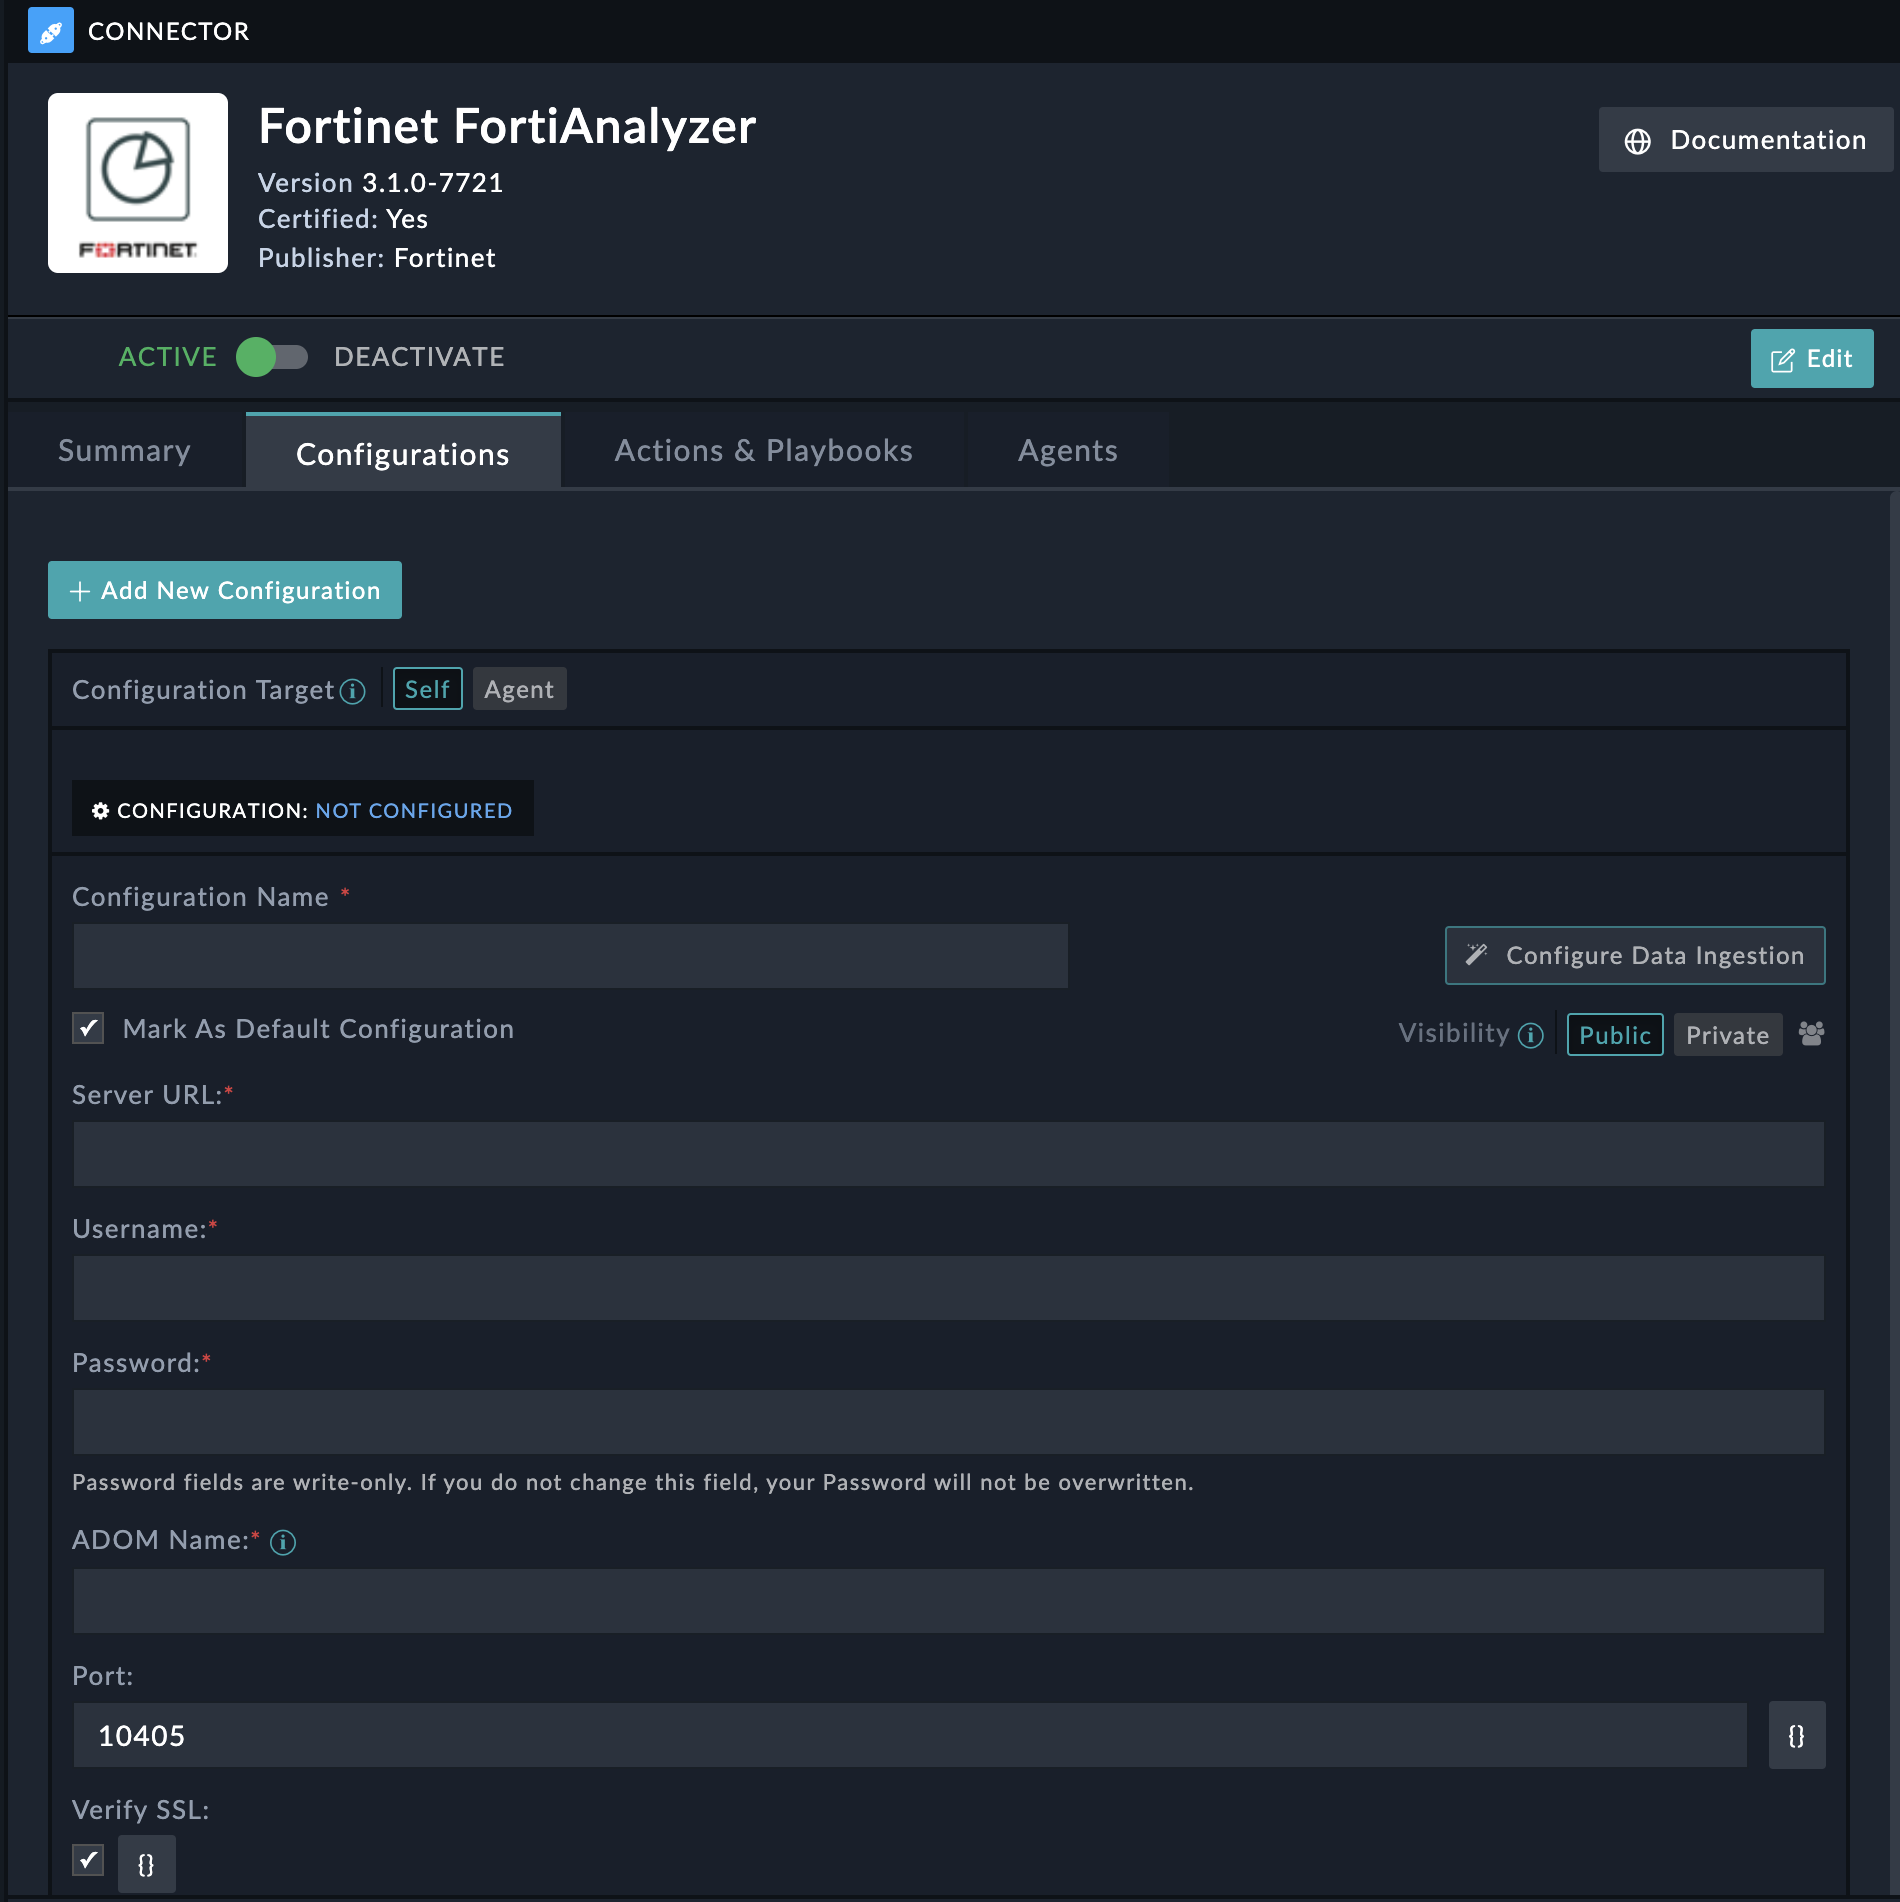 CONNECTOR
Fortinet FortiAnalyzer
Documentation
Version 3.1.0-7721
Certified: Yes
Publisher: Fortinet
FORTINET
ACTIVE DEACTIVATE
Edit
Summary Configurations Actions & Playbooks Agents
+ Add New Configuration
Configuration Target Self Agent
CONFIGURATION: NOT CONFIGURED
Configuration Name *
Configure Data Ingestion
Mark As Default Configuration
Visibility Public Private
Server URL:*
Username:*
Password:*
Password fields are write-only. If you do not change this field, your Password will not be overwritten.
ADOM Name:*
Port:
10405
{}
Verify SSL:
{}